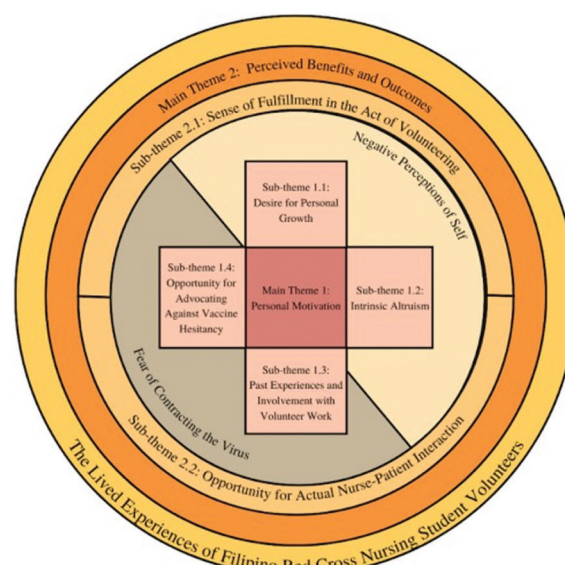 Main Theme 2: Perceived Benefits and Outcomes
Sub-theme 2.1: Sense of Fulfillment in the Act of Volunteering
Negative Perceptions of Self
Sub-theme 1.1:
Desire for Personal
Growth
Sub-theme 1.4:
Opportunity for
Advocating
Against Vaccine
Hesitancy
Main Theme 1:
Personal Motivation
Sub-theme 1.2:
Intrinsic Altruism
Sub-theme 1.3:
Past Experiences and
Involvement with
Volunteer Work
Fear of Contracting the Virus
Sub-theme 2.2: Opportunity for Actual Nurse-Patient Interaction
The Lived Experiences of Filipino Red Cross Nursing Student Volunteers